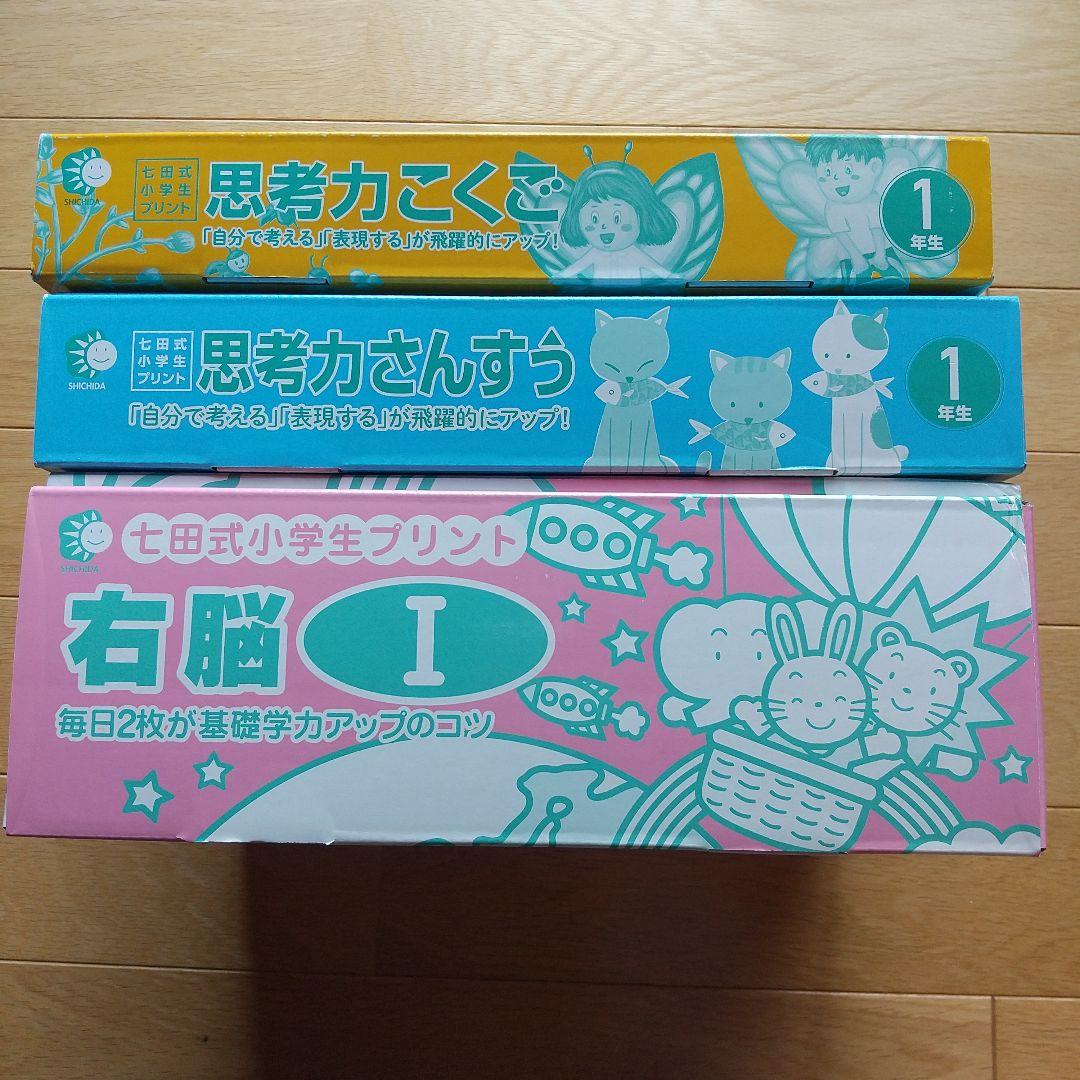 SHICHIDA
七田式
小学生
プリント
思考力こくご
「自分で考える」「表現する」が飛躍的にアップ!
1
年生
SHICHIDA
七田式
小学生
プリント
思考力さんすう
「自分で考える」「表現する」が飛躍的にアップ!
1
年生
SHICHIDA
七田式小学生プリント
右脳 I
毎日2枚が基礎学力アップのコツ